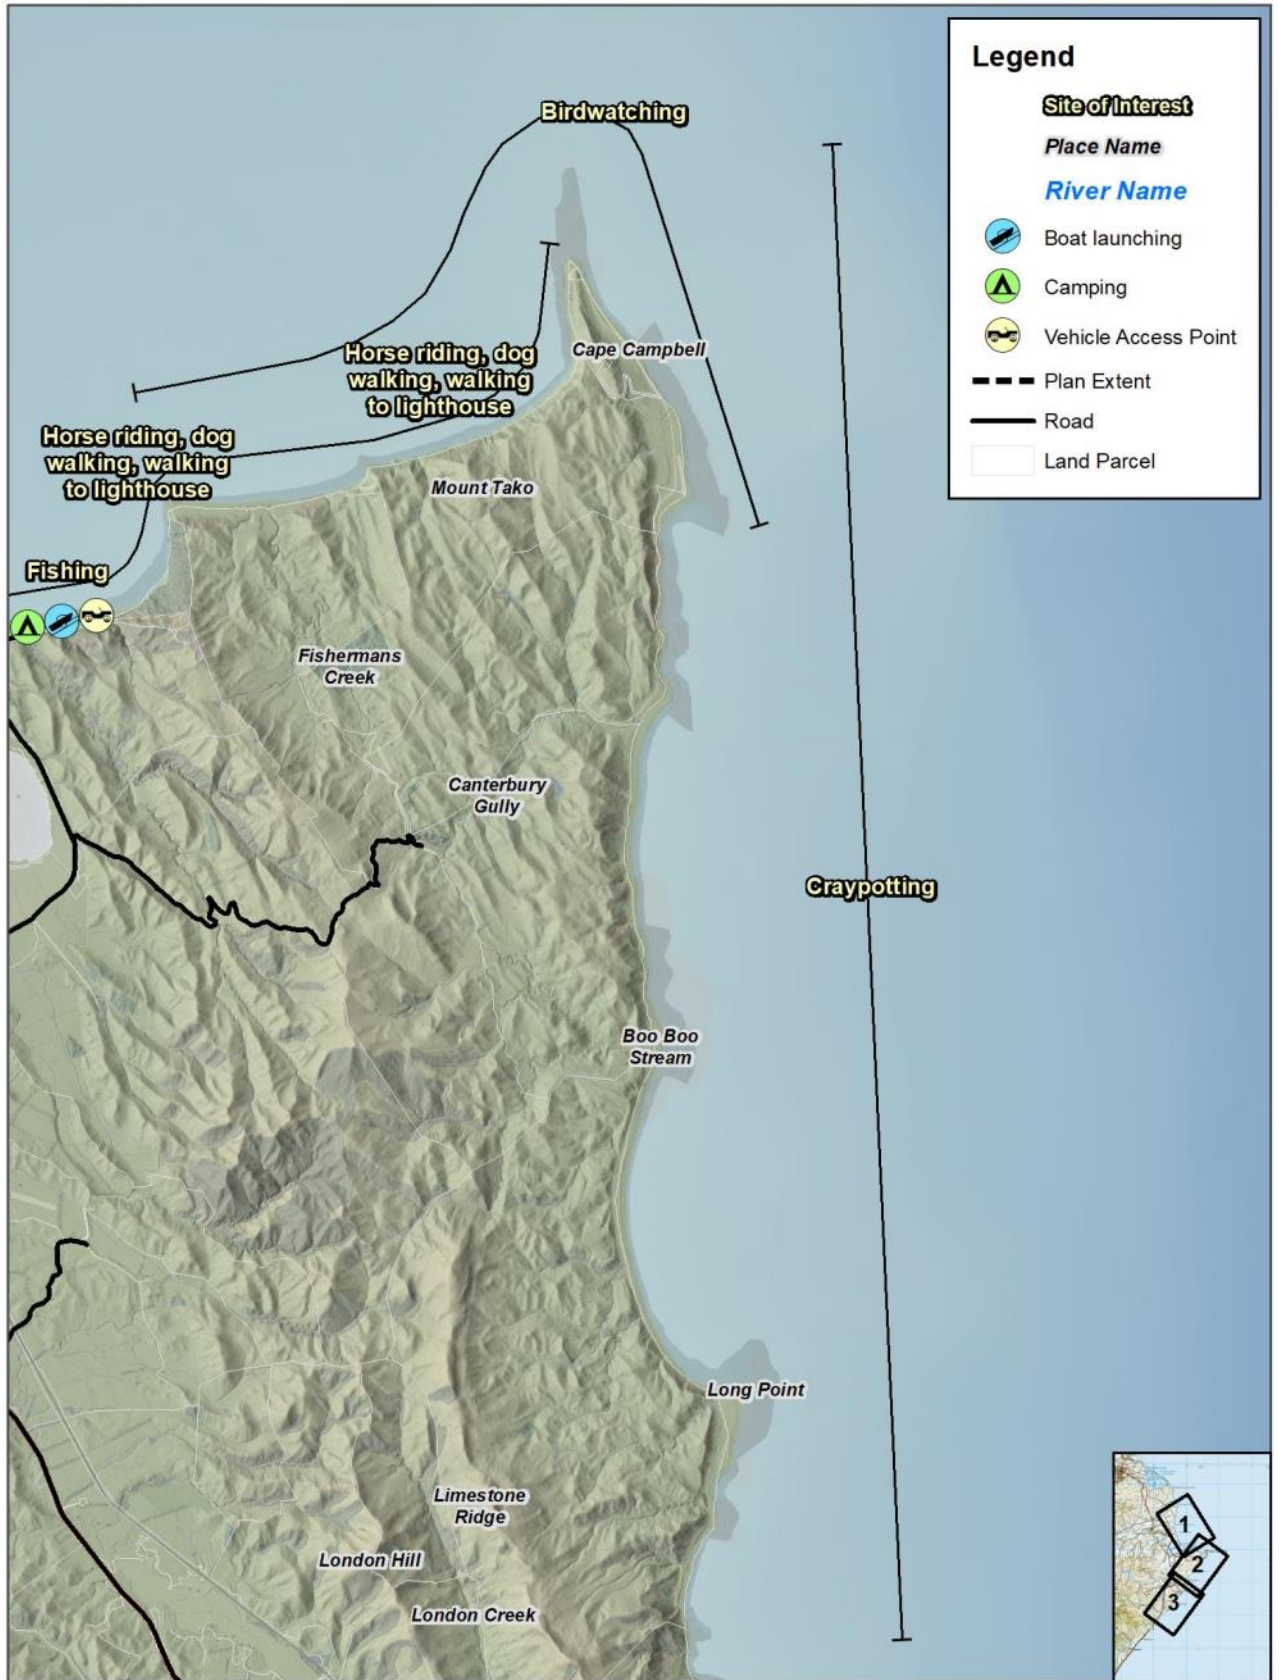 Legend
Site of Interest
Place Name
River Name
Boat launching
Camping
Vehicle Access Point
Plan Extent
Road
Land Parcel
Birdwatching
Cape Campbell
Horse riding, dog
walking, walking
to lighthouse
Horse riding, dog
walking, walking
to lighthouse
Mount Tako
Fishing
Fishermans
Creek
Canterbury
Gully
Craypotting
Boo Boo
Stream
Long Point
Limestone
Ridge
London Hill
London Creek
1
2
3